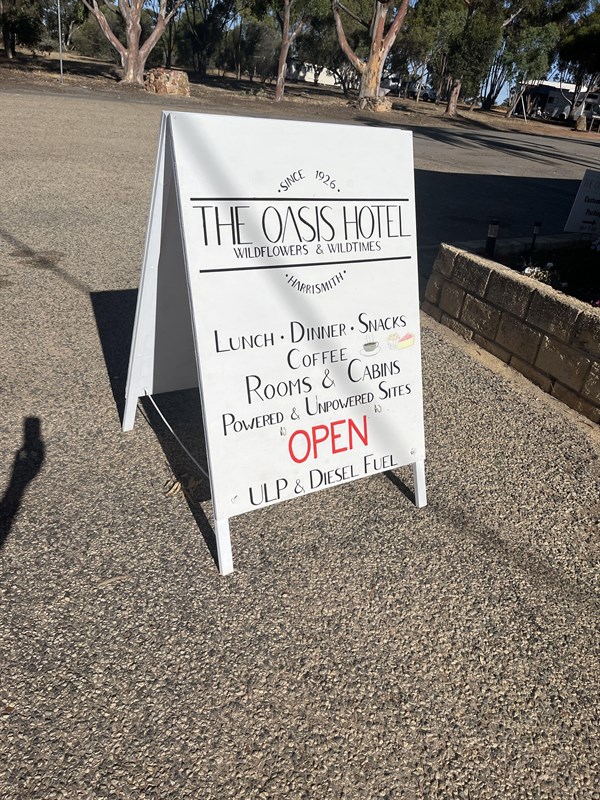 · SINCE 1926 ·
THE OASIS HOTEL
WILDFLOWERS & WILDTIMES
· HARRISMITH ·
LUNCH · DINNER · SNACKS
COFFEE
ROOMS & CABINS
POWERED & UNPOWERED SITES
OPEN
ULP & DIESEL FUEL